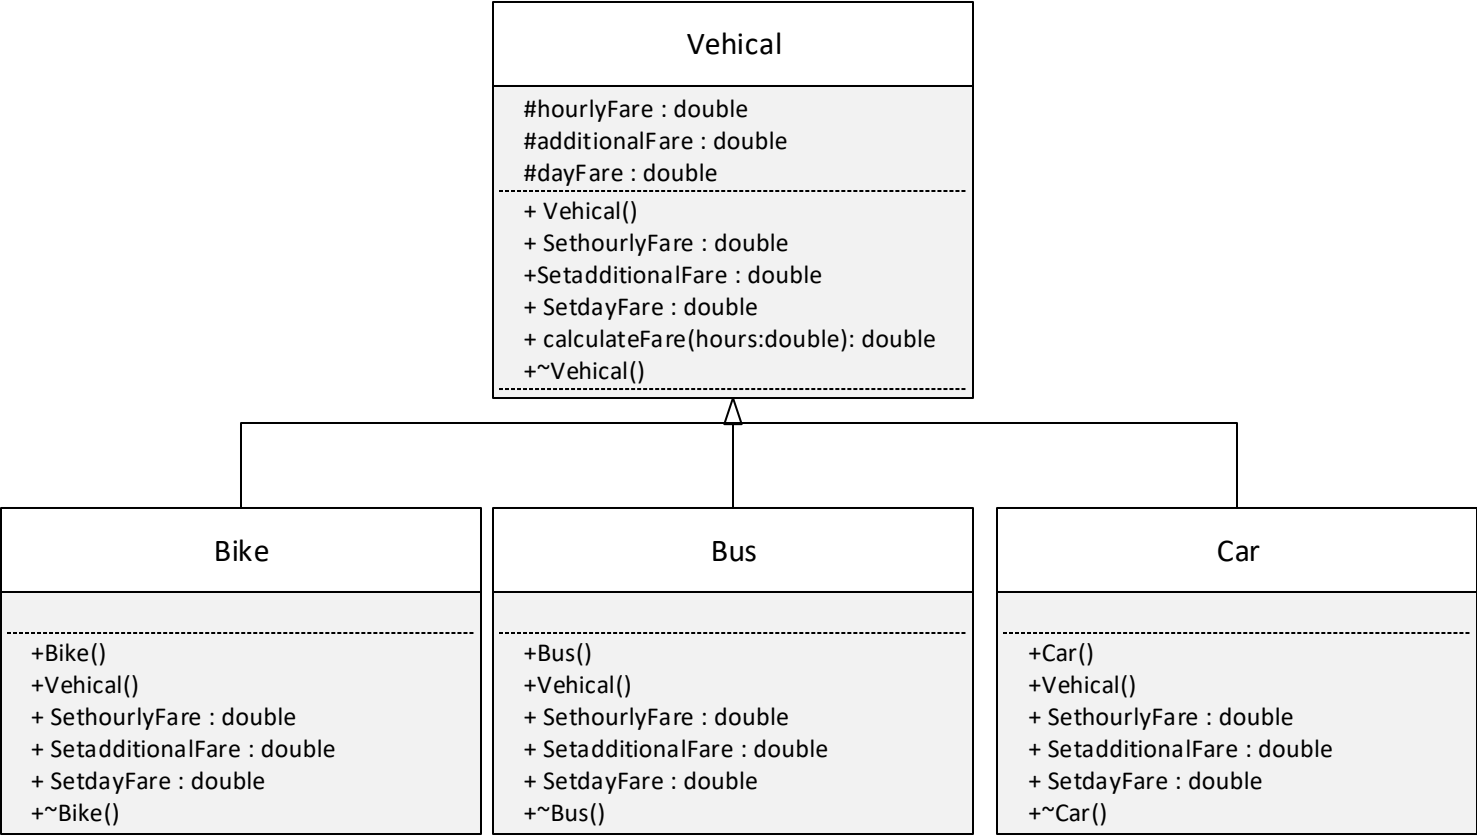 Vehical
#hourlyFare : double
#additionalFare : double
#dayFare : double
+ Vehical()
+ SethourlyFare : double
+SetadditionalFare : double
+ SetdayFare : double
+ calculateFare(hours:double): double
+~Vehical()
Bike
+Bike()
+Vehical()
+ SethourlyFare : double
+ SetadditionalFare : double
+ SetdayFare : double
+~Bike()
Bus
+Bus()
+Vehical()
+ SethourlyFare : double
+ SetadditionalFare : double
+ SetdayFare : double
+~Bus()
Car
+Car()
+Vehical()
+ SethourlyFare : double
+ SetadditionalFare : double
+ SetdayFare : double
+~Car()